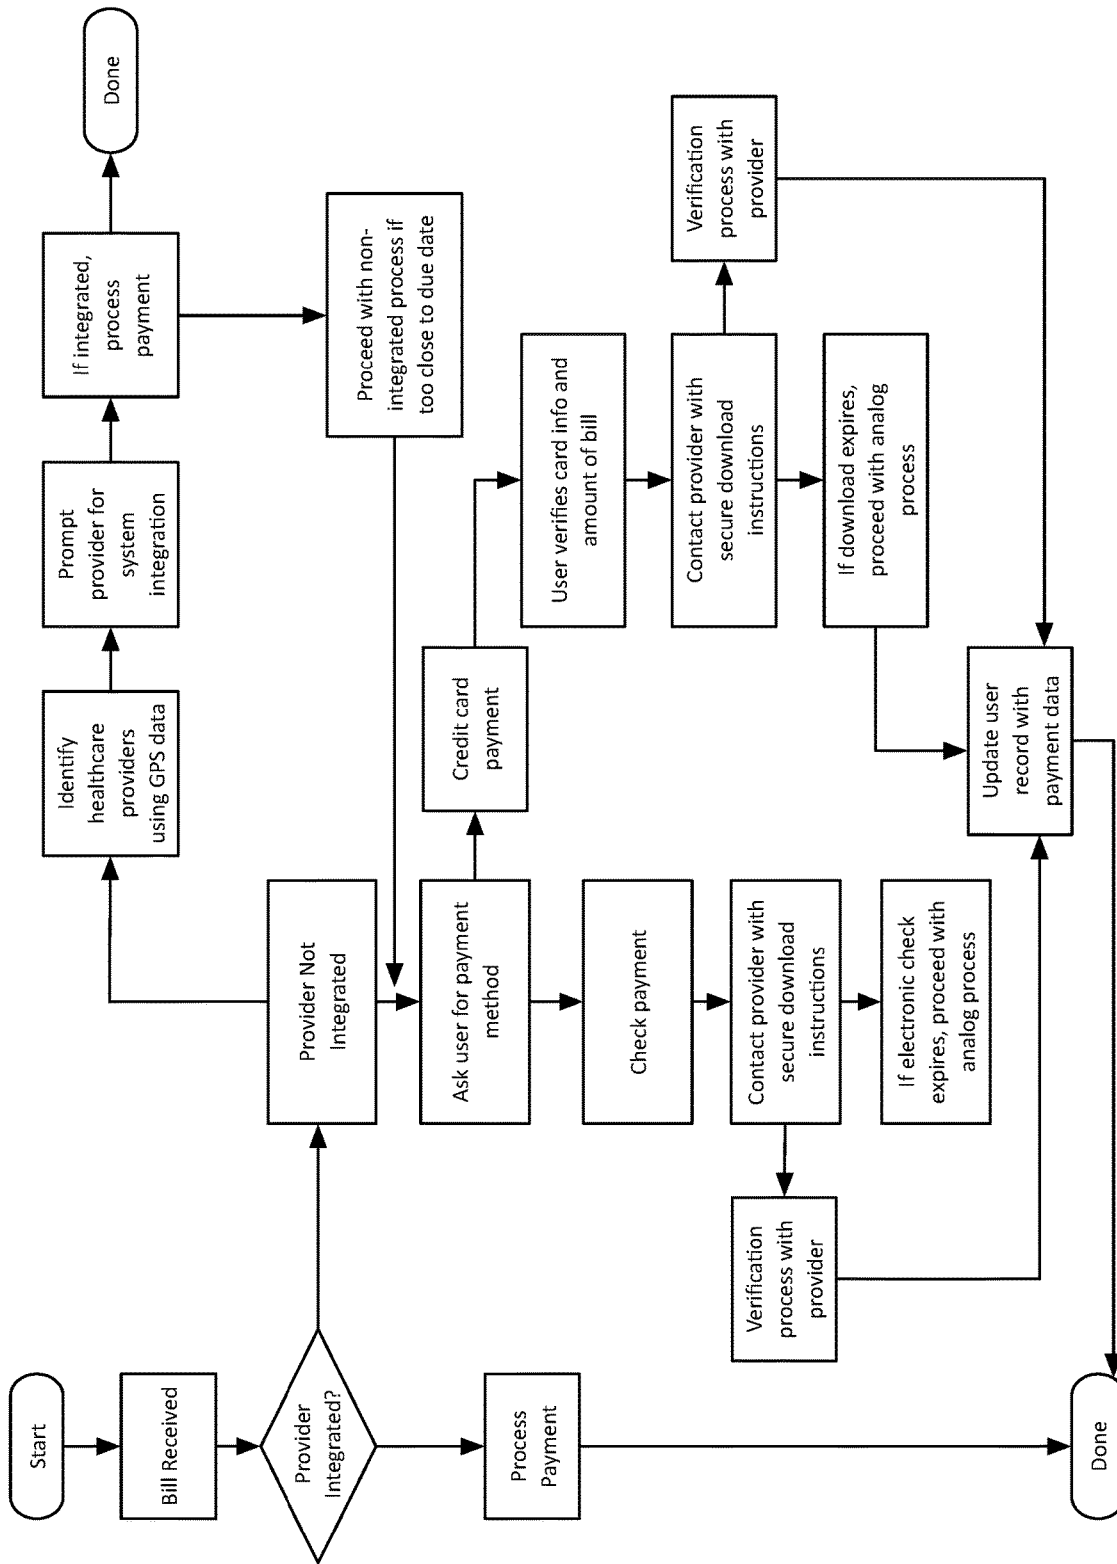 Start
Bill Received
Provider
Integrated?
Process
Payment
Done
Provider Not
Integrated
Identify
healthcare
providers
using GPS data
Prompt
provider for
system
integration
If integrated,
process
payment
Done
Proceed with non-
integrated process if
too close to due date
Ask user for payment
method
Credit card
payment
User verifies card info and
amount of bill
Contact provider with
secure download
instructions
Verification
process with
provider
If download expires,
proceed with analog
process
Check payment
Contact provider with
secure download
instructions
Verification
process with
provider
If electronic check
expires, proceed with
analog process
Update user
record with
payment data